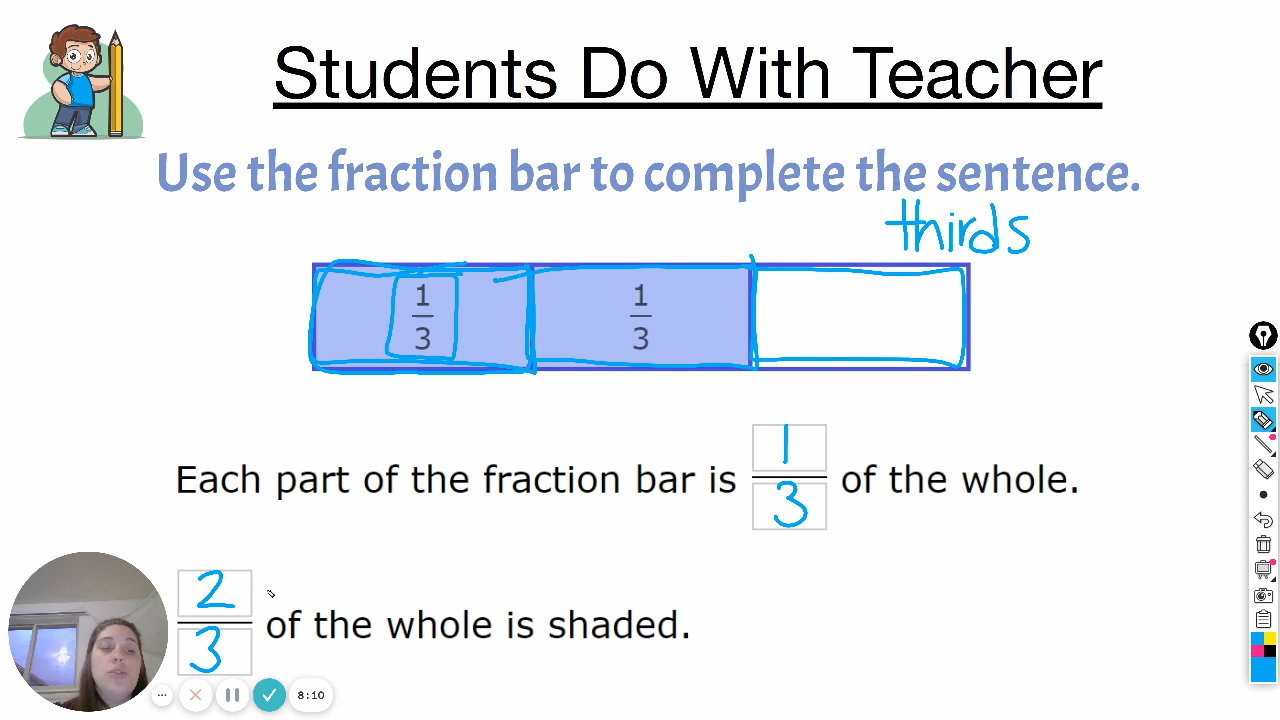 Students Do With Teacher
Use the fraction bar to complete the sentence.
thirds
1/3 1/3
Each part of the fraction bar is 1/3 of the whole.
2/3 of the whole is shaded.
8:10